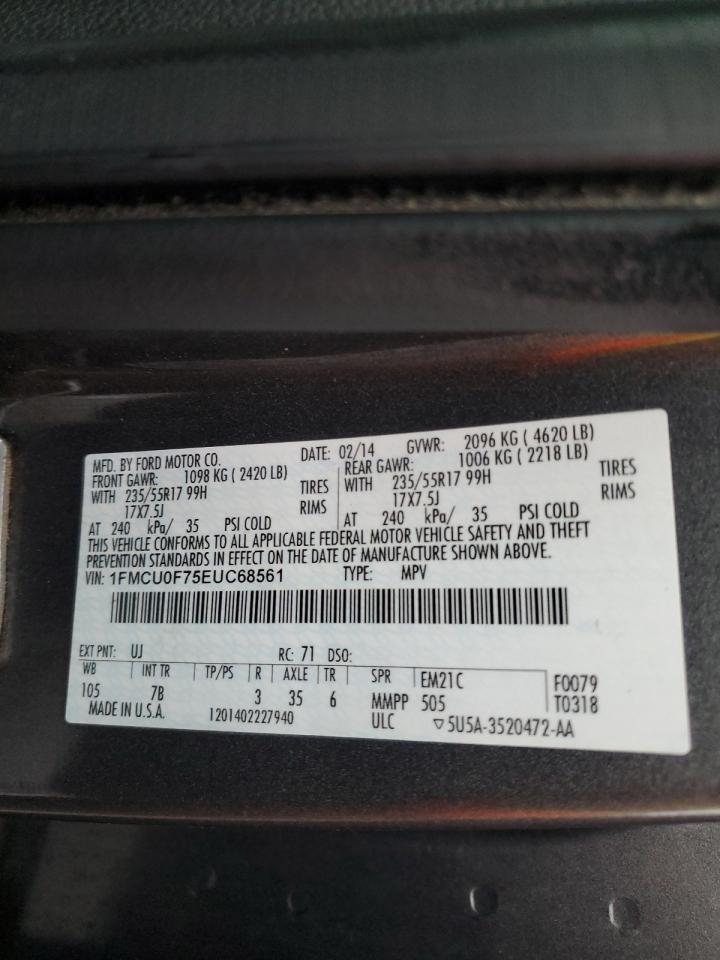 MFD. BY FORD MOTOR CO. DATE: 02/14 GVWR: 2096 KG ( 4620 LB)
FRONT GAWR: 1098 KG ( 2420 LB) REAR GAWR: 1006 KG ( 2218 LB)
WITH 235/55R17 99H TIRES WITH 235/55R17 99H TIRES
17X7.5J RIMS 17X7.5J RIMS
AT 240 kPa/ 35 PSI COLD AT 240 kPa/ 35 PSI COLD
THIS VEHICLE CONFORMS TO ALL APPLICABLE FEDERAL MOTOR VEHICLE SAFETY AND THEFT
PREVENTION STANDARDS IN EFFECT ON THE DATE OF MANUFACTURE SHOWN ABOVE.
VIN: 1FMCU0F75EUC68561 TYPE: MPV
EXT PNT: UJ RC: 71 DSO:
WB INT TR TP/PS R AXLE TR SPR EM21C F0079
105 7B 3 35 6 MMPP 505 T0318
MADE IN U.S.A. 1201402227940 ULC ▽5U5A-3520472-AA